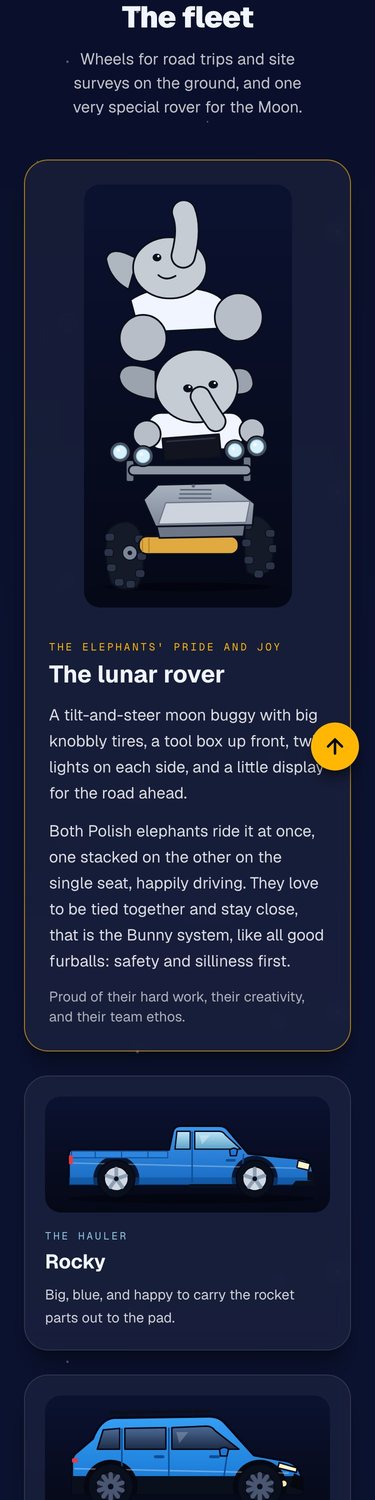 The fleet
Wheels for road trips and site
surveys on the ground, and one
very special rover for the Moon.
THE ELEPHANTS' PRIDE AND JOY
The lunar rover
A tilt-and-steer moon buggy with big
knobbly tires, a tool box up front, tw
lights on each side, and a little display
for the road ahead.
Both Polish elephants ride it at once,
one stacked on the other on the
single seat, happily driving. They love
to be tied together and stay close,
that is the Bunny system, like all good
furballs: safety and silliness first.
Proud of their hard work, their creativity,
and their team ethos.
THE HAULER
Rocky
Big, blue, and happy to carry the rocket
parts out to the pad.